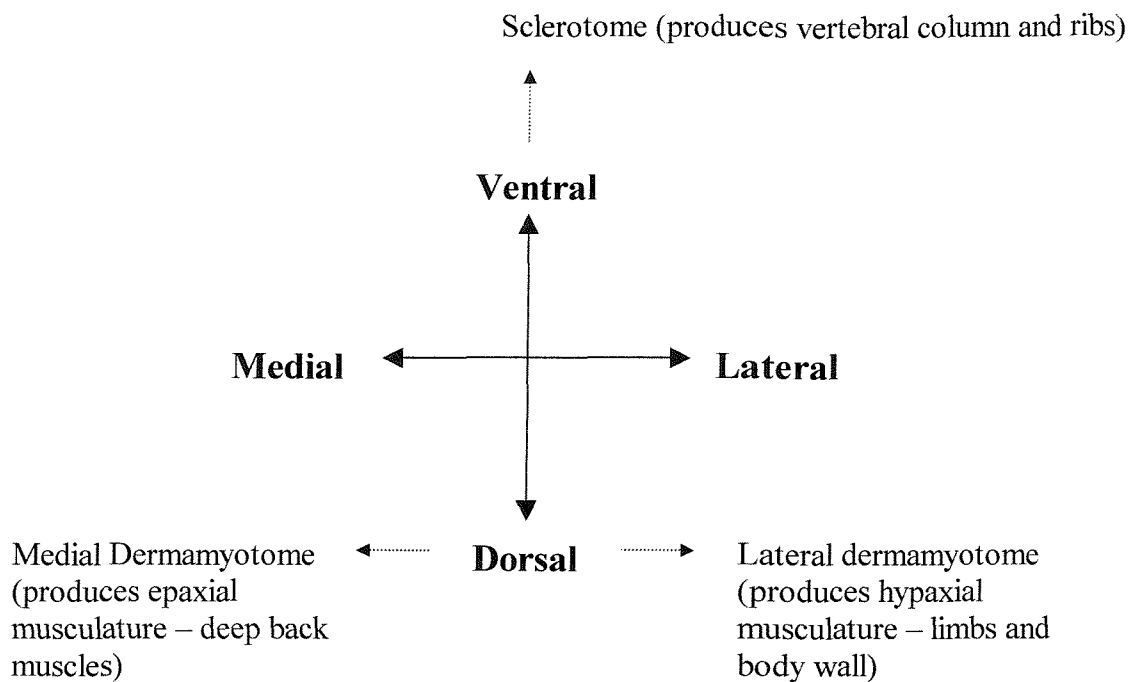 Sclerotome (produces vertebral column and ribs)
Ventral
Medial
Lateral
Dorsal
Medial Dermamyotome
(produces epaxial
musculature – deep back
muscles)
Lateral dermamyotome
(produces hypaxial
musculature – limbs and
body wall)